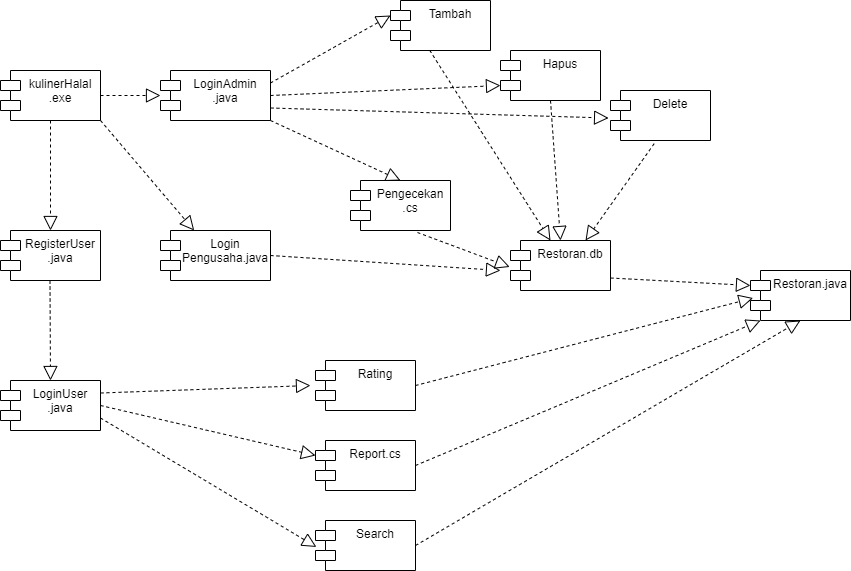 Tambah
Hapus
kulinerHalal
.exe
LoginAdmin
.java
Delete
Pengecekan
.cs
RegisterUser
.java
Login
Pengusaha.java
Restoran.db
Restoran.java
Rating
LoginUser
.java
Report.cs
Search